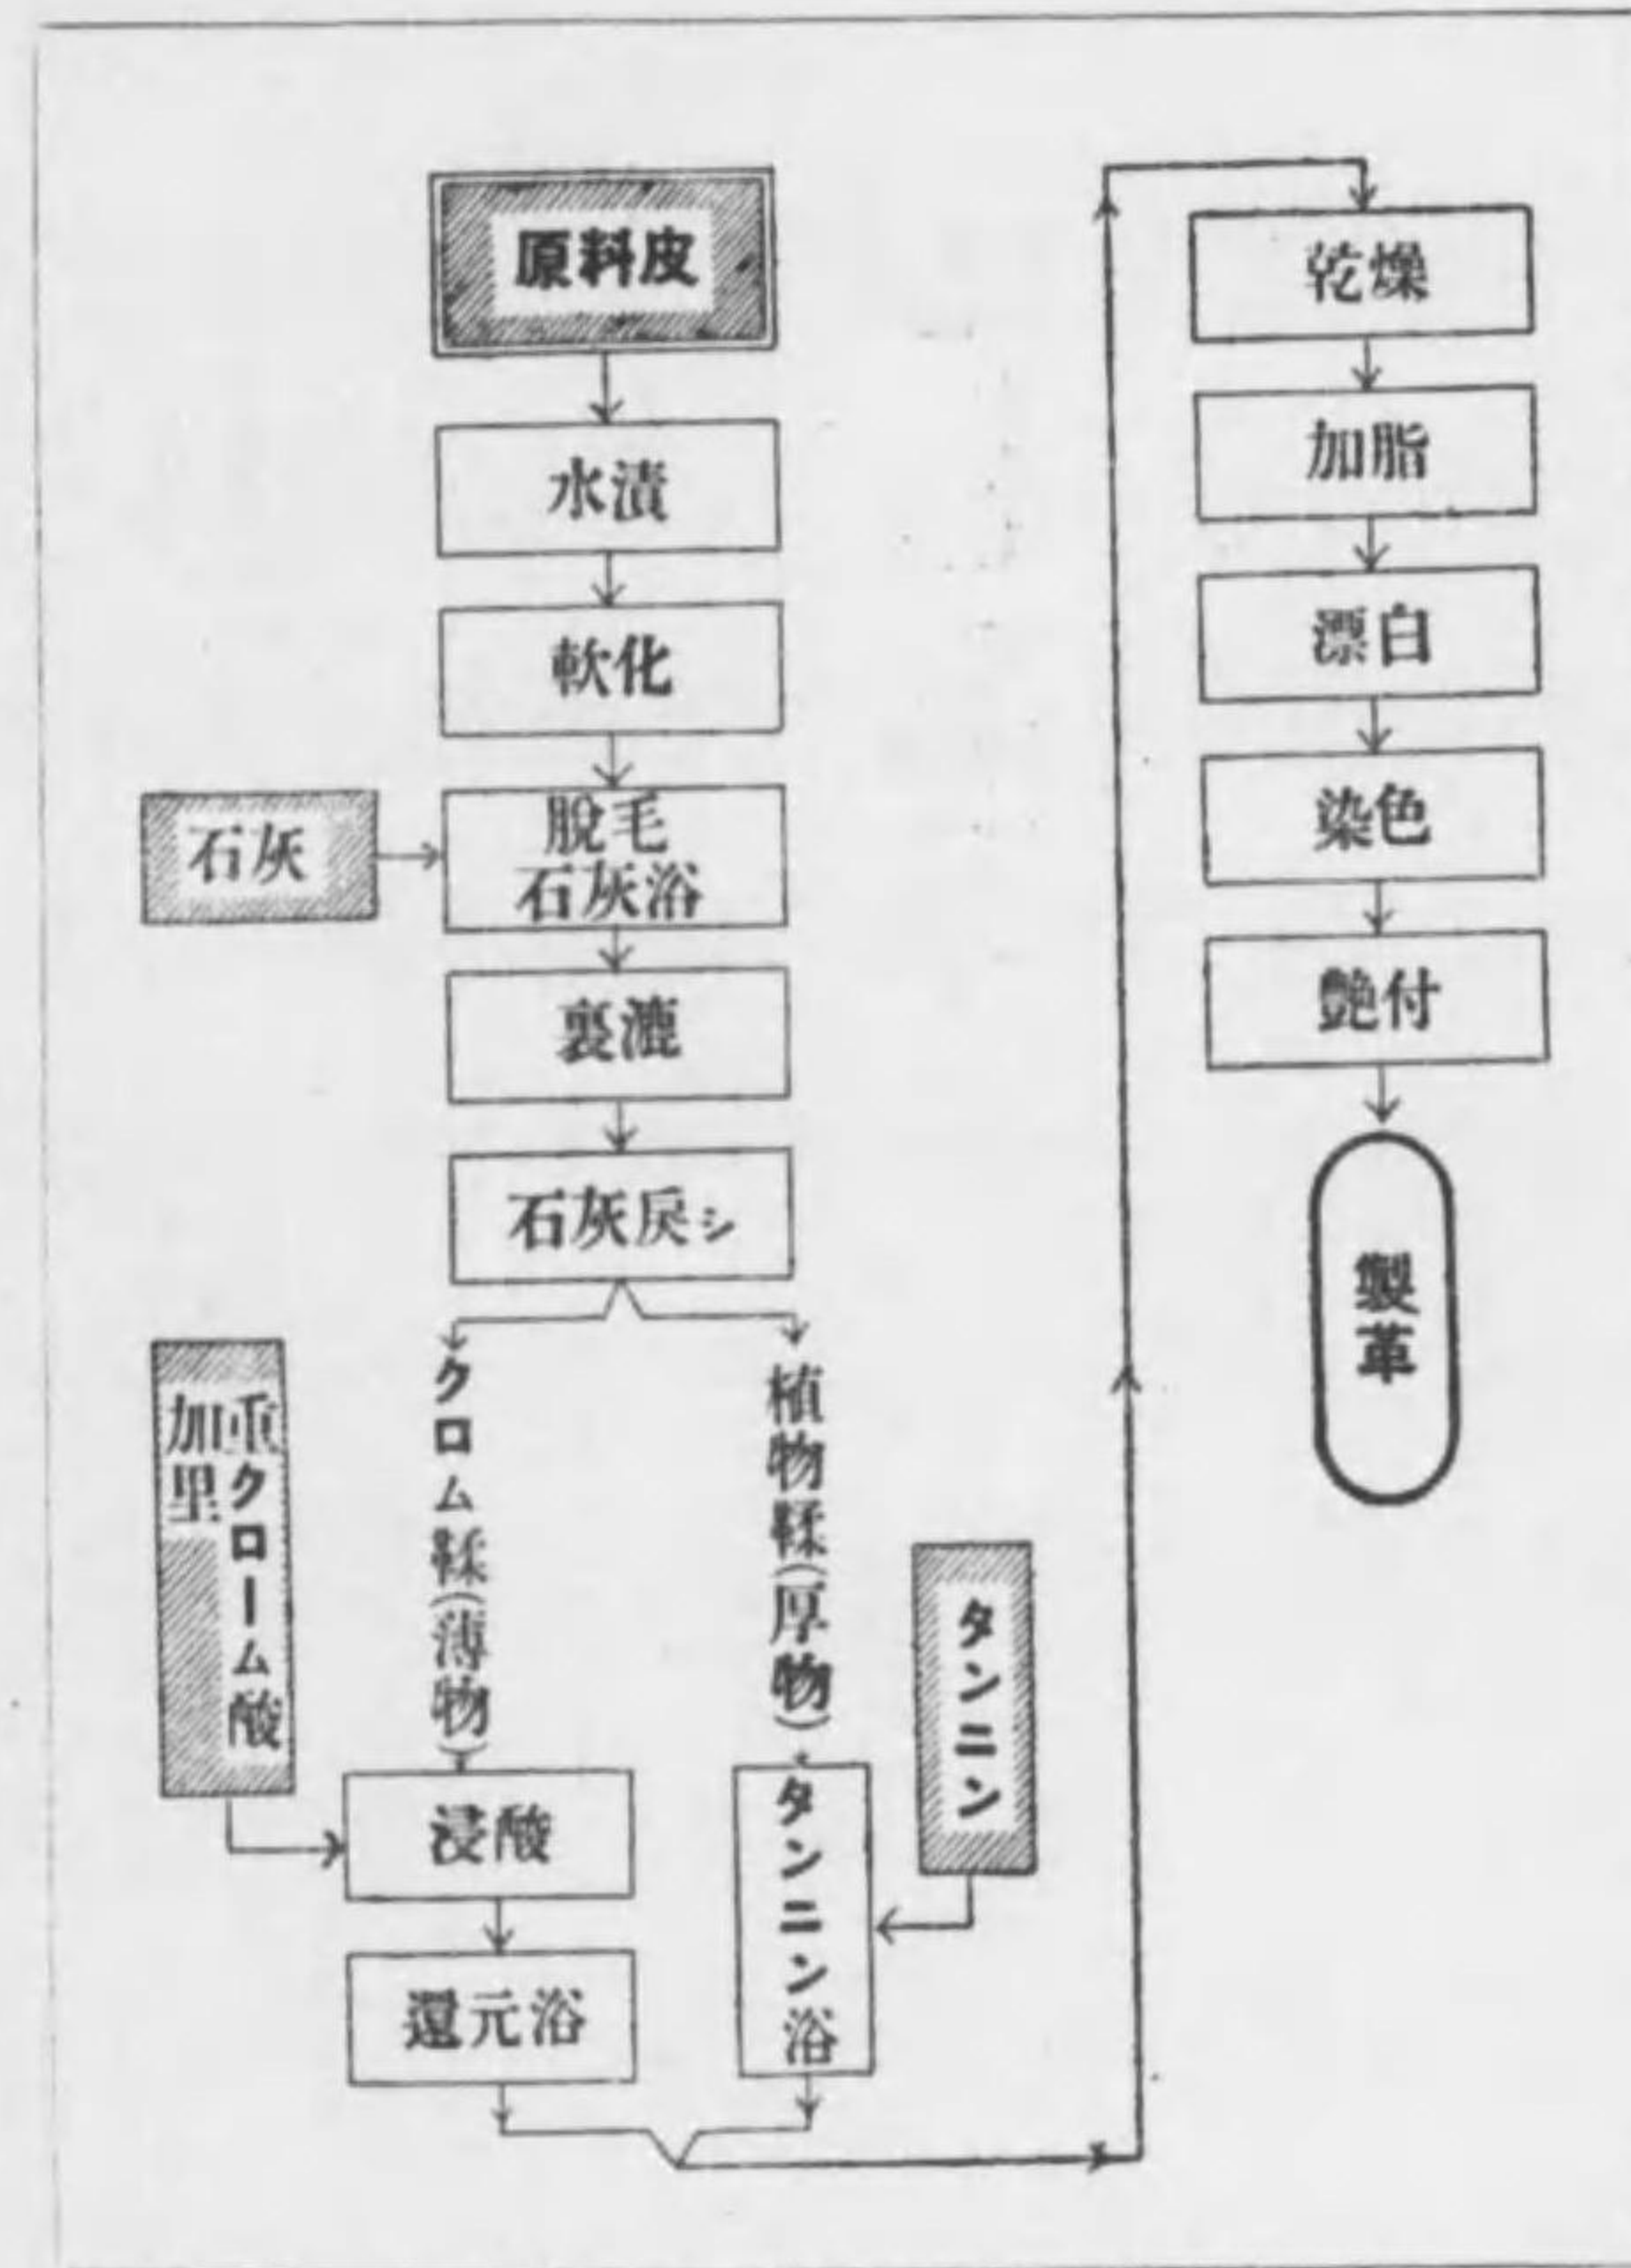 原料皮
水漬
軟化
石灰
脫毛
石灰浴
裏漉
石灰戾シ
クロム鞣(薄物)
植物鞣(厚物)
重クローム酸
加里
タンニン
浸酸
還元浴
タンニン浴
乾燥
加脂
漂白
染色
艶付
製革